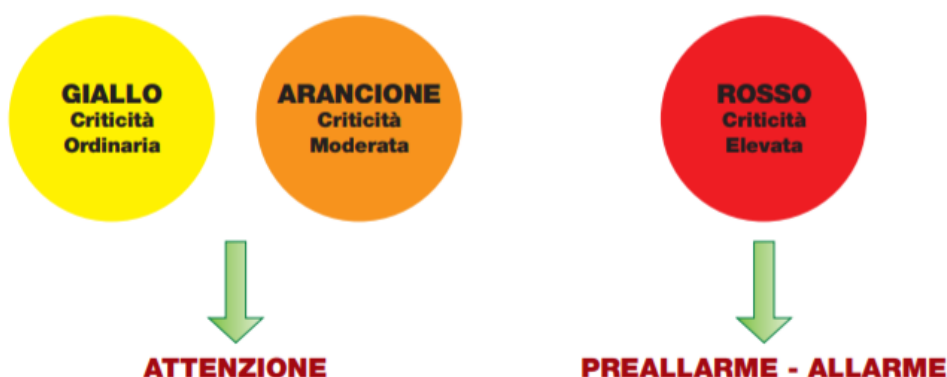 GIALLO
Criticità
Ordinaria
ARANCIONE
Criticità
Moderata
ROSSO
Criticità
Elevata
ATTENZIONE
PREALLARME - ALLARME